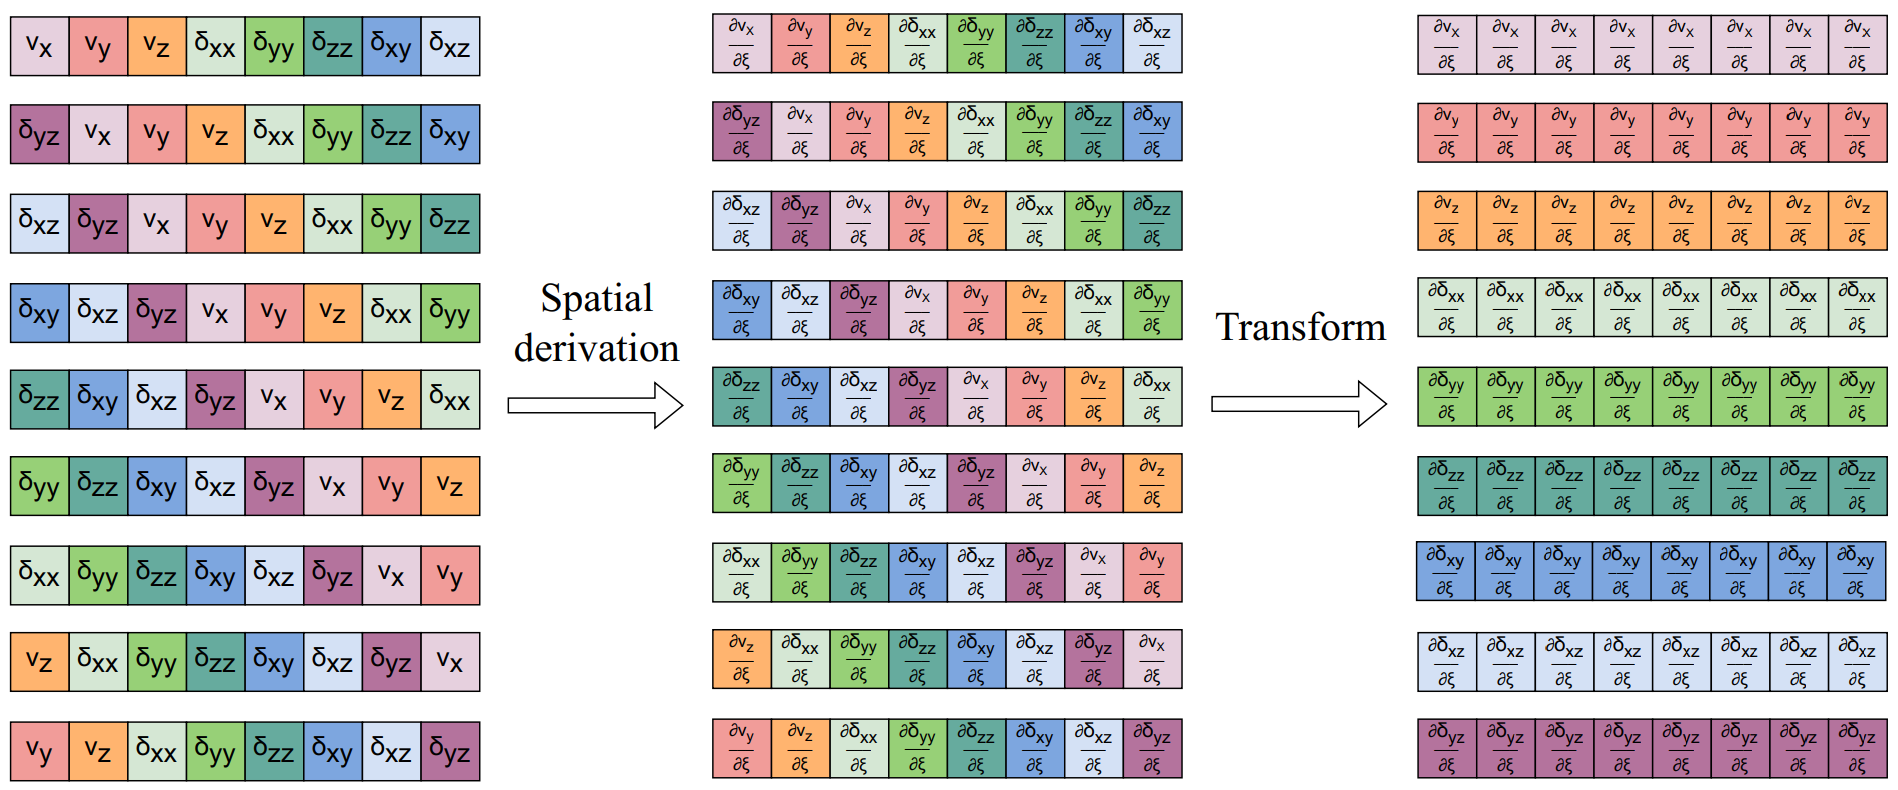 vx vy vz δxx δyy δzz δxy δxz
δyz vx vy vz δxx δyy δzz δxy
δxz δyz vx vy vz δxx δyy δzz
δxy δxz δyz vx vy vz δxx δyy
δzz δxy δxz δyz vx vy vz δxx
δyy δzz δxy δxz δyz vx vy vz
δxx δyy δzz δxy δxz δyz vx vy
vz δxx δyy δzz δxy δxz δyz vx
vy vz δxx δyy δzz δxy δxz δyz
Spatial
derivation
∂vx ∂vy ∂vz ∂δxx ∂δyy ∂δzz ∂δxy ∂δxz
∂ξ ∂ξ ∂ξ ∂ξ ∂ξ ∂ξ ∂ξ ∂ξ
∂δyz ∂vx ∂vy ∂vz ∂δxx ∂δyy ∂δzz ∂δxy
∂ξ ∂ξ ∂ξ ∂ξ ∂ξ ∂ξ ∂ξ ∂ξ
∂δxz ∂δyz ∂vx ∂vy ∂vz ∂δxx ∂δyy ∂δzz
∂ξ ∂ξ ∂ξ ∂ξ ∂ξ ∂ξ ∂ξ ∂ξ
∂δxy ∂δxz ∂δyz ∂vx ∂vy ∂vz ∂δxx ∂δyy
∂ξ ∂ξ ∂ξ ∂ξ ∂ξ ∂ξ ∂ξ ∂ξ
∂δzz ∂δxy ∂δxz ∂δyz ∂vx ∂vy ∂vz ∂δxx
∂ξ ∂ξ ∂ξ ∂ξ ∂ξ ∂ξ ∂ξ ∂ξ
∂δyy ∂δzz ∂δxy ∂δxz ∂δyz ∂vx ∂vy ∂vz
∂ξ ∂ξ ∂ξ ∂ξ ∂ξ ∂ξ ∂ξ ∂ξ
∂δxx ∂δyy ∂δzz ∂δxy ∂δxz ∂δyz ∂vx ∂vy
∂ξ ∂ξ ∂ξ ∂ξ ∂ξ ∂ξ ∂ξ ∂ξ
∂vz ∂δxx ∂δyy ∂δzz ∂δxy ∂δxz ∂δyz ∂vx
∂ξ ∂ξ ∂ξ ∂ξ ∂ξ ∂ξ ∂ξ ∂ξ
∂vy ∂vz ∂δxx ∂δyy ∂δzz ∂δxy ∂δxz ∂δyz
∂ξ ∂ξ ∂ξ ∂ξ ∂ξ ∂ξ ∂ξ ∂ξ
Transform
∂vx ∂vx ∂vx ∂vx ∂vx ∂vx ∂vx ∂vx
∂ξ ∂ξ ∂ξ ∂ξ ∂ξ ∂ξ ∂ξ ∂ξ
∂vy ∂vy ∂vy ∂vy ∂vy ∂vy ∂vy ∂vy
∂ξ ∂ξ ∂ξ ∂ξ ∂ξ ∂ξ ∂ξ ∂ξ
∂vz ∂vz ∂vz ∂vz ∂vz ∂vz ∂vz ∂vz
∂ξ ∂ξ ∂ξ ∂ξ ∂ξ ∂ξ ∂ξ ∂ξ
∂δxx ∂δxx ∂δxx ∂δxx ∂δxx ∂δxx ∂δxx ∂δxx
∂ξ ∂ξ ∂ξ ∂ξ ∂ξ ∂ξ ∂ξ ∂ξ
∂δyy ∂δyy ∂δyy ∂δyy ∂δyy ∂δyy ∂δyy ∂δyy
∂ξ ∂ξ ∂ξ ∂ξ ∂ξ ∂ξ ∂ξ ∂ξ
∂δzz ∂δzz ∂δzz ∂δzz ∂δzz ∂δzz ∂δzz ∂δzz
∂ξ ∂ξ ∂ξ ∂ξ ∂ξ ∂ξ ∂ξ ∂ξ
∂δxy ∂δxy ∂δxy ∂δxy ∂δxy ∂δxy ∂δxy ∂δxy
∂ξ ∂ξ ∂ξ ∂ξ ∂ξ ∂ξ ∂ξ ∂ξ
∂δxz ∂δxz ∂δxz ∂δxz ∂δxz ∂δxz ∂δxz ∂δxz
∂ξ ∂ξ ∂ξ ∂ξ ∂ξ ∂ξ ∂ξ ∂ξ
∂δyz ∂δyz ∂δyz ∂δyz ∂δyz ∂δyz ∂δyz ∂δyz
∂ξ ∂ξ ∂ξ ∂ξ ∂ξ ∂ξ ∂ξ ∂ξ